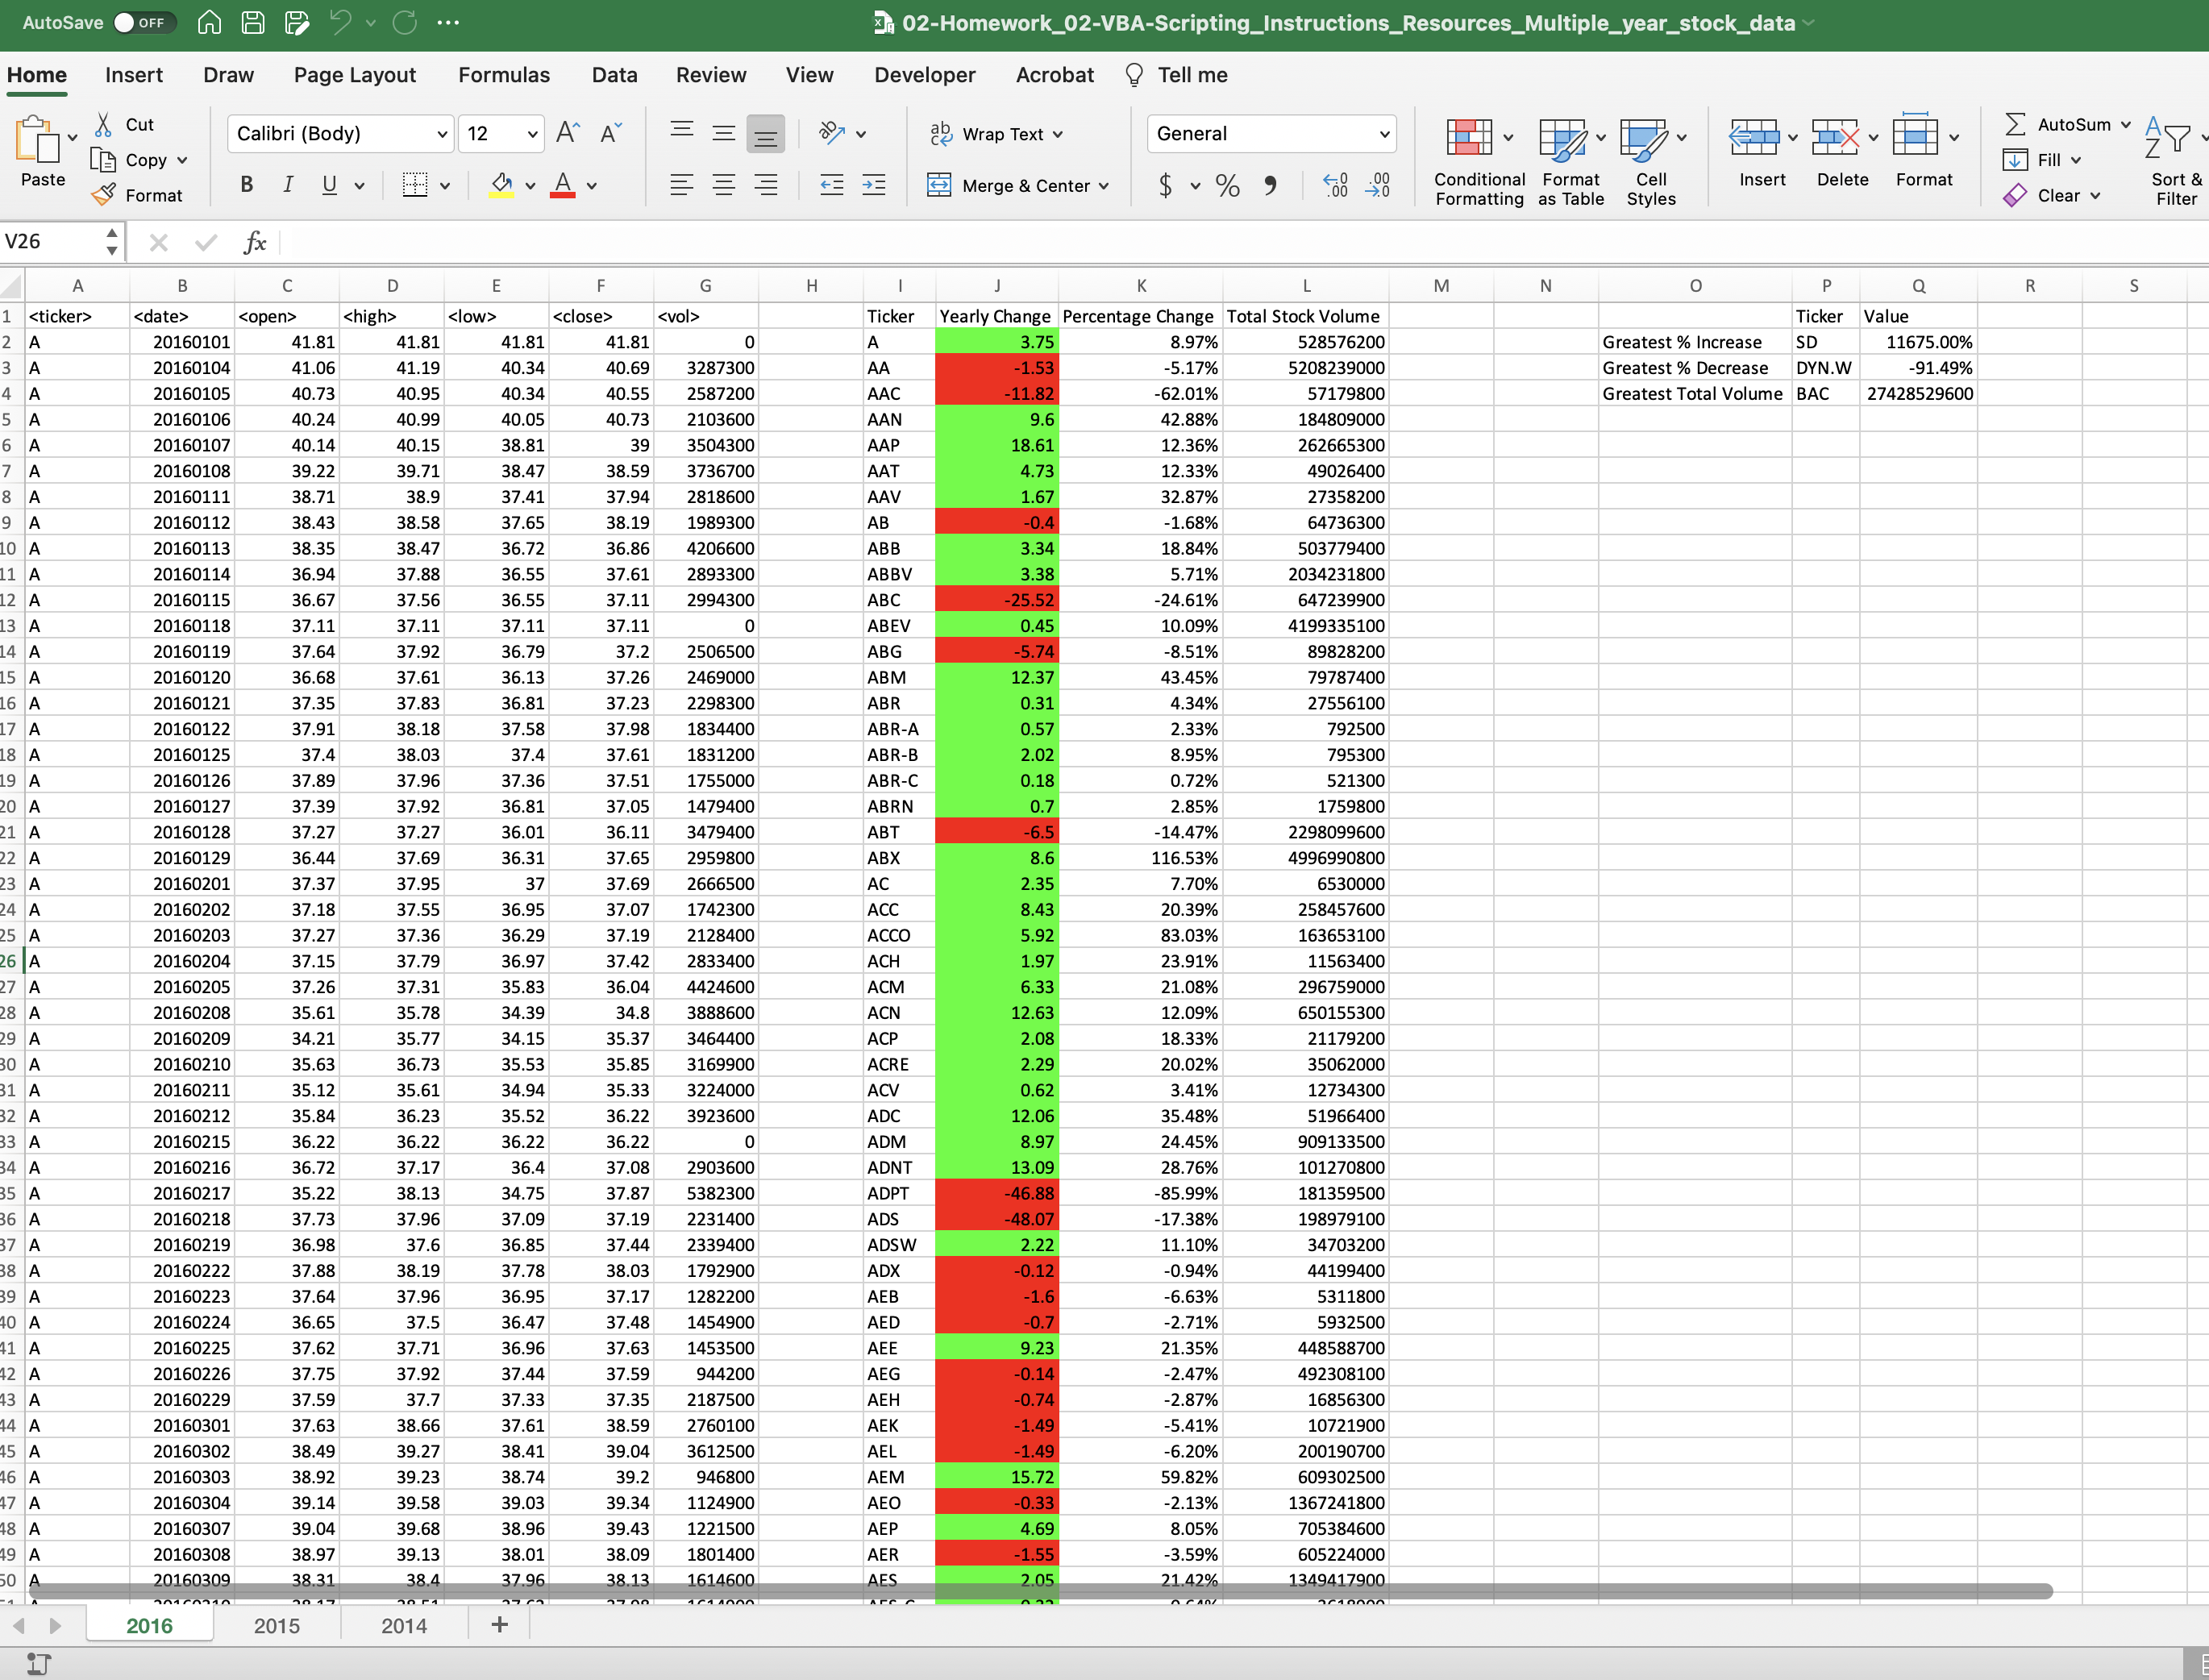 AutoSave OFF 02-Homework_02-VBA-Scripting_Instructions_Resources_Multiple_year_stock_data
Home Insert Draw Page Layout Formulas Data Review View Developer Acrobat Tell me
Paste Cut Copy Format
Calibri (Body) 12 A A
B I U A
ab Wrap Text
Merge & Center
General
$ % 
Conditional Formatting
Format as Table
Cell Styles
Insert Delete Format
AutoSum
Fill
Clear
Sort & Filter
V26 fx
A B C D E F G H I J K L M N O P Q R S
1 <ticker> <date> <open> <high> <low> <close> <vol> Ticker Yearly Change Percentage Change Total Stock Volume Ticker Value
2 A 20160101 41.81 41.81 41.81 41.81 0 A 3.75 8.97% 528576200 Greatest % Increase SD 11675.00%
3 A 20160104 41.06 41.19 40.34 40.69 3287300 AA -1.53 -5.17% 5208239000 Greatest % Decrease DYN.W -91.49%
4 A 20160105 40.73 40.95 40.34 40.55 2587200 AAC -11.82 -62.01% 57179800 Greatest Total Volume BAC 27428529600
5 A 20160106 40.24 40.99 40.05 40.73 2103600 AAN 9.6 42.88% 184809000
6 A 20160107 40.14 40.15 38.81 39 3504300 AAP 18.61 12.36% 262665300
7 A 20160108 39.22 39.71 38.47 38.59 3736700 AAT 4.73 12.33% 49026400
8 A 20160111 38.71 38.9 37.41 37.94 2818600 AAV 1.67 32.87% 27358200
9 A 20160112 38.43 38.58 37.65 38.19 1989300 AB -0.4 -1.68% 64736300
10 A 20160113 38.35 38.47 36.72 36.86 4206600 ABB 3.34 18.84% 503779400
11 A 20160114 36.94 37.88 36.55 37.61 2893300 ABBV 3.38 5.71% 2034231800
12 A 20160115 36.67 37.56 36.55 37.11 2994300 ABC -25.52 -24.61% 647239900
13 A 20160118 37.11 37.11 37.11 37.11 0 ABEV 0.45 10.09% 4199335100
14 A 20160119 37.64 37.92 36.79 37.2 2506500 ABG -5.74 -8.51% 89828200
15 A 20160120 36.68 37.61 36.13 37.26 2469000 ABM 12.37 43.45% 79787400
16 A 20160121 37.35 37.83 36.81 37.23 2298300 ABR 0.31 4.34% 27556100
17 A 20160122 37.91 38.18 37.58 37.98 1834400 ABR-A 0.57 2.33% 792500
18 A 20160125 37.4 38.03 37.4 37.61 1831200 ABR-B 2.02 8.95% 795300
19 A 20160126 37.89 37.96 37.36 37.51 1755000 ABR-C 0.18 0.72% 521300
20 A 20160127 37.39 37.92 36.81 37.05 1479400 ABRN 0.7 2.85% 1759800
21 A 20160128 37.27 37.27 36.01 36.11 3479400 ABT -6.5 -14.47% 2298099600
22 A 20160129 36.44 37.69 36.31 37.65 2959800 ABX 8.6 116.53% 4996990800
23 A 20160201 37.37 37.95 37 37.69 2666500 AC 2.35 7.70% 6530000
24 A 20160202 37.18 37.55 36.95 37.07 1742300 ACC 8.43 20.39% 258457600
25 A 20160203 37.27 37.36 36.29 37.19 2128400 ACCO 5.92 83.03% 163653100
26 A 20160204 37.15 37.79 36.97 37.42 2833400 ACH 1.97 23.91% 11563400
27 A 20160205 37.26 37.31 35.83 36.04 4424600 ACM 6.33 21.08% 296759000
28 A 20160208 35.61 35.78 34.39 34.8 3888600 ACN 12.63 12.09% 650155300
29 A 20160209 34.21 35.77 34.15 35.37 3464400 ACP 2.08 18.33% 21179200
30 A 20160210 35.63 36.73 35.53 35.85 3169900 ACRE 2.29 20.02% 35062000
31 A 20160211 35.12 35.61 34.94 35.33 3224000 ACV 0.62 3.41% 12734300
32 A 20160212 35.84 36.23 35.52 36.22 3923600 ADC 12.06 35.48% 51966400
33 A 20160215 36.22 36.22 36.22 36.22 0 ADM 8.97 24.45% 909133500
34 A 20160216 36.72 37.17 36.4 37.08 2903600 ADNT 13.09 28.76% 101270800
35 A 20160217 35.22 38.13 34.75 37.87 5382300 ADPT -46.88 -85.99% 181359500
36 A 20160218 37.73 37.96 37.09 37.19 2231400 ADS -48.07 -17.38% 198979100
37 A 20160219 36.98 37.6 36.85 37.44 2339400 ADSW 2.22 11.10% 34703200
38 A 20160222 37.88 38.19 37.78 38.03 1792900 ADX -0.12 -0.94% 44199400
39 A 20160223 37.64 37.96 36.95 37.17 1282200 AEB -1.6 -6.63% 5311800
40 A 20160224 36.65 37.5 36.47 37.48 1454900 AED -0.7 -2.71% 5932500
41 A 20160225 37.62 37.71 36.96 37.63 1453500 AEE 9.23 21.35% 448588700
42 A 20160226 37.75 37.92 37.44 37.59 944200 AEG -0.14 -2.47% 492308100
43 A 20160229 37.59 37.7 37.33 37.35 2187500 AEH -0.74 -2.87% 16856300
44 A 20160301 37.63 38.66 37.61 38.59 2760100 AEK -1.49 -5.41% 10721900
45 A 20160302 38.49 39.27 38.41 39.04 3612500 AEL -1.49 -6.20% 200190700
46 A 20160303 38.92 39.23 38.74 39.2 946800 AEM 15.72 59.82% 609302500
47 A 20160304 39.14 39.58 39.03 39.34 1124900 AEO -0.33 -2.13% 1367241800
48 A 20160307 39.04 39.68 38.96 39.43 1221500 AEP 4.69 8.05% 705384600
49 A 20160308 38.97 39.13 38.01 38.09 1801400 AER -1.55 -3.59% 605224000
50 A 20160309 38.31 38.4 37.96 38.13 1614600 AES 2.05 21.42% 1349417900
2016 2015 2014 +